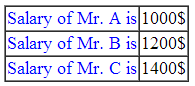 Salary of Mr. A is 1000$
Salary of Mr. B is 1200$
Salary of Mr. C is 1400$